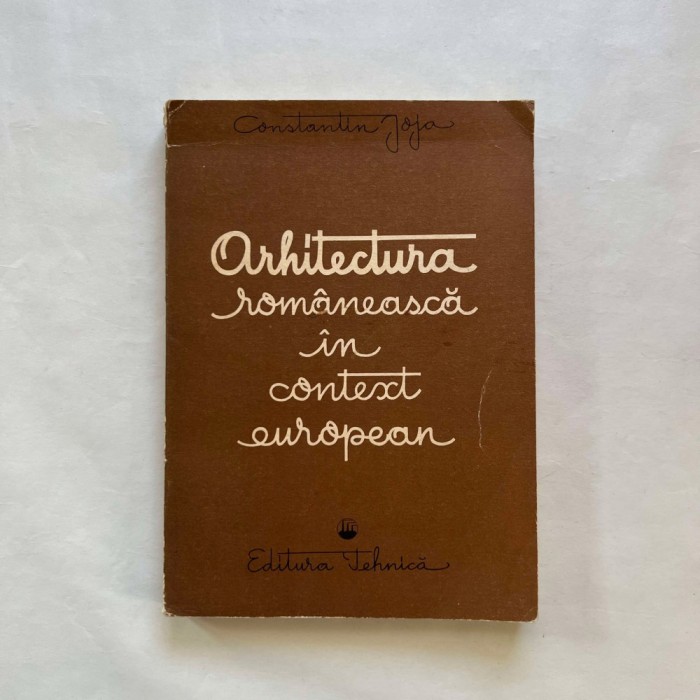 Constantin Joja
Arhitectura
românească
în
context
european
Editura Tehnică